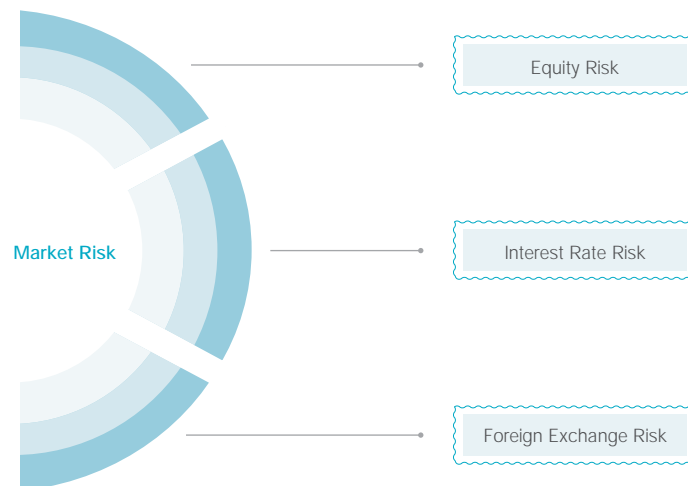 Equity Risk
Market Risk
Interest Rate Risk
Foreign Exchange Risk